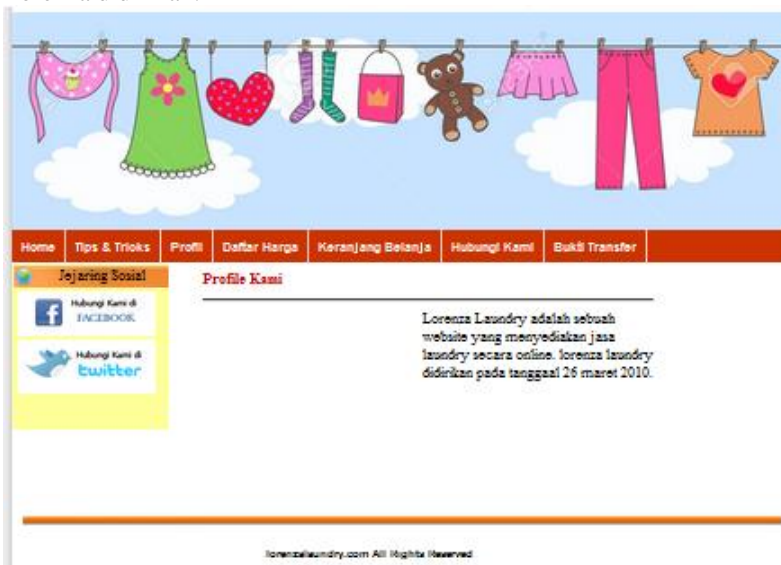 Home Tips & Tricks Profil Daftar Harga Keranjang Belanja Hubungi Kami Bukti Transfer
Jejaring Sosial
Hubungi Kami di
FACEBOOK
Hubungi Kami di
twitter
Profile Kami
Lorenza Laundry adalah sebuah
website yang menyediakan jasa
laundry secara online. lorenza laundry
didirikan pada tanggaal 26 maret 2010.
lorenzalaundry.com All Rights Reserved